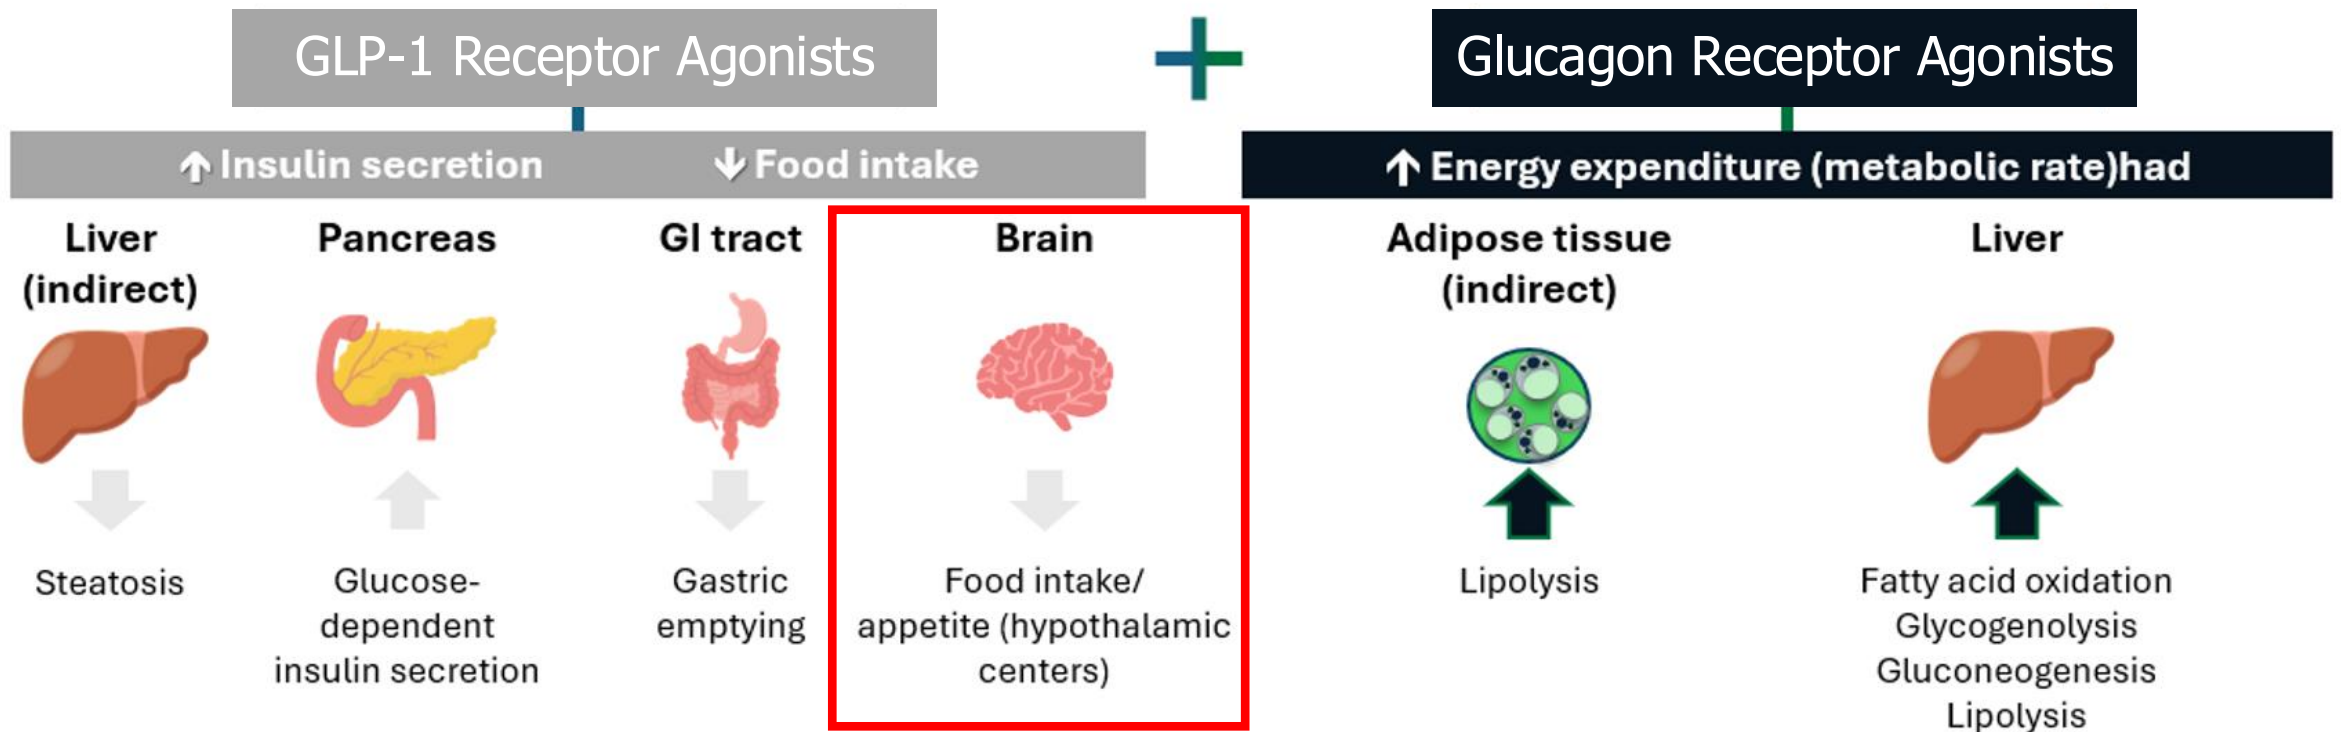 GLP-1 Receptor Agonists
Glucagon Receptor Agonists
↑ Insulin secretion
↓ Food intake
↑ Energy expenditure (metabolic rate)had
Liver
(indirect)
Pancreas
GI tract
Brain
Adipose tissue
(indirect)
Liver
Steatosis
Glucose-
dependent
insulin secretion
Gastric
emptying
Food intake/
appetite (hypothalamic
centers)
Lipolysis
Fatty acid oxidation
Glycogenolysis
Gluconeogenesis
Lipolysis